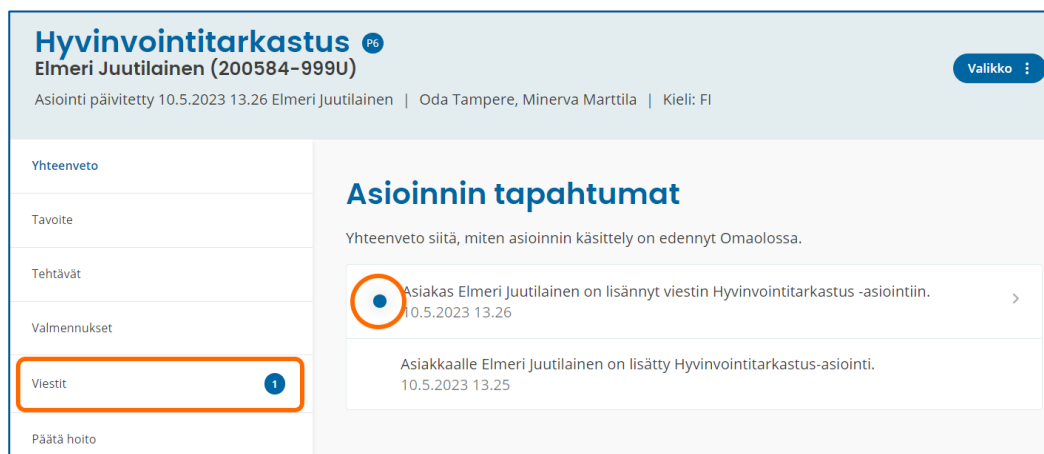 Hyvinvointitarkastus P6
Elmeri Juutilainen (200584-999U)
Valikko
Asiointi päivitetty 10.5.2023 13.26 Elmeri Juutilainen | Oda Tampere, Minerva Marttila | Kieli: FI
Yhteenveto
Tavoite
Tehtävät
Valmennukset
Viestit 1
Päätä hoito
Asioinnin tapahtumat
Yhteenveto siitä, miten asioinnin käsittely on edennyt Omaolossa.
Asiakas Elmeri Juutilainen on lisännyt viestin Hyvinvointitarkastus -asiointiin.
10.5.2023 13.26
Asiakkaalle Elmeri Juutilainen on lisätty Hyvinvointitarkastus-asiointi.
10.5.2023 13.25